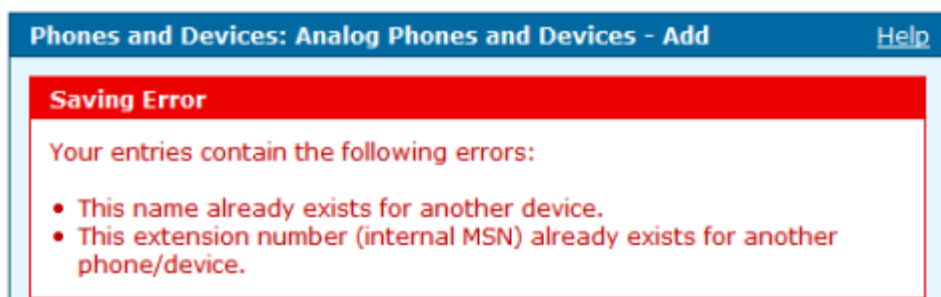 Phones and Devices: Analog Phones and Devices - Add Help
Saving Error
Your entries contain the following errors:
• This name already exists for another device.
• This extension number (internal MSN) already exists for another
phone/device.